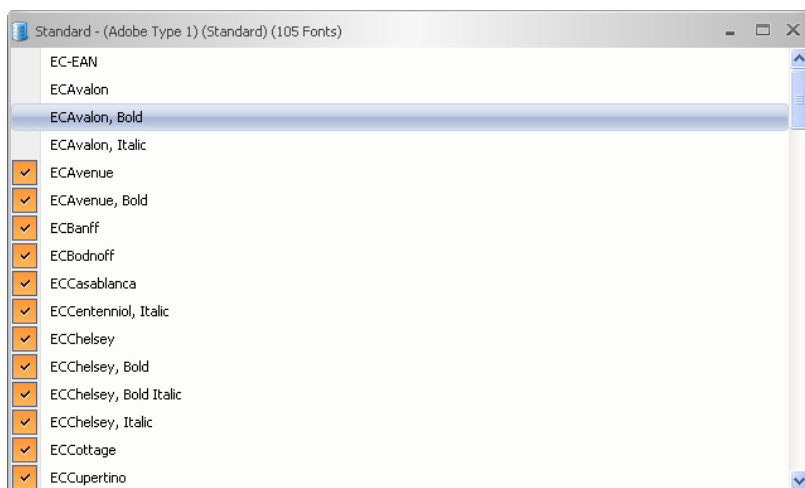 Standard - (Adobe Type 1) (Standard) (105 Fonts)
EC-EAN
ECAvalon
ECAvalon, Bold
ECAvalon, Italic
ECAvenue
ECAvenue, Bold
ECBanff
ECBodnoff
ECCasablanca
ECCentenniol, Italic
ECChelsey
ECChelsey, Bold
ECChelsey, Bold Italic
ECChelsey, Italic
ECCottage
ECCupertino